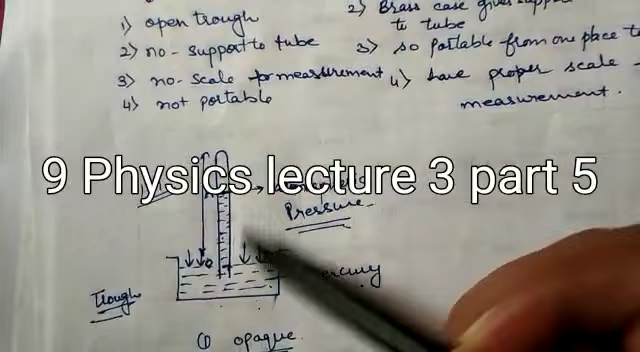 1) open trough
2) no-support to tube
3) no-scale for measurement
4) not portable
2) Brass case gives support
to tube
3) so portable from one place to
4) have proper scale
measurement.
9 Physics lecture 3 part 5
Pressure
Trough
① opaque